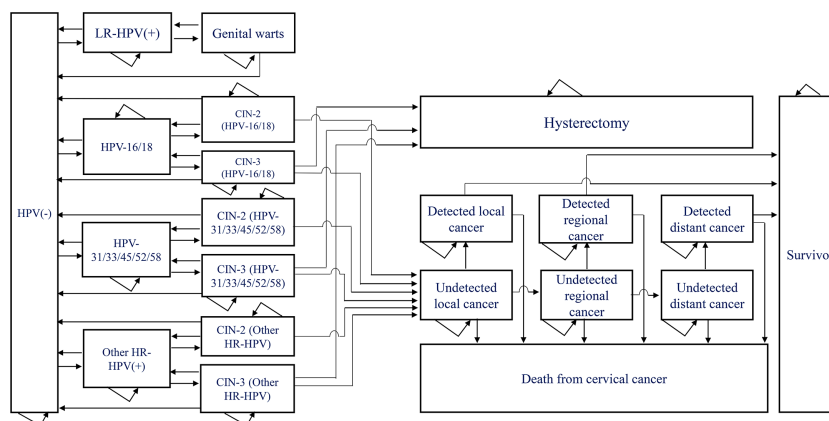 LR-HPV(+)
Genital warts
CIN-2
(HPV-16/18)
HPV-16/18
CIN-3
(HPV-16/18)
Hysterectomy
HPV(-)
CIN-2 (HPV-
31/33/45/52/58)
HPV-
31/33/45/52/58
CIN-3 (HPV-
31/33/45/52/58)
CIN-2 (Other
HR-HPV)
Other HR-
HPV(+)
CIN-3 (Other
HR-HPV)
Detected local
cancer
Detected
regional
cancer
Detected
distant cancer
Undetected
local cancer
Undetected
regional
cancer
Undetected
distant cancer
Survivo
Death from cervical cancer